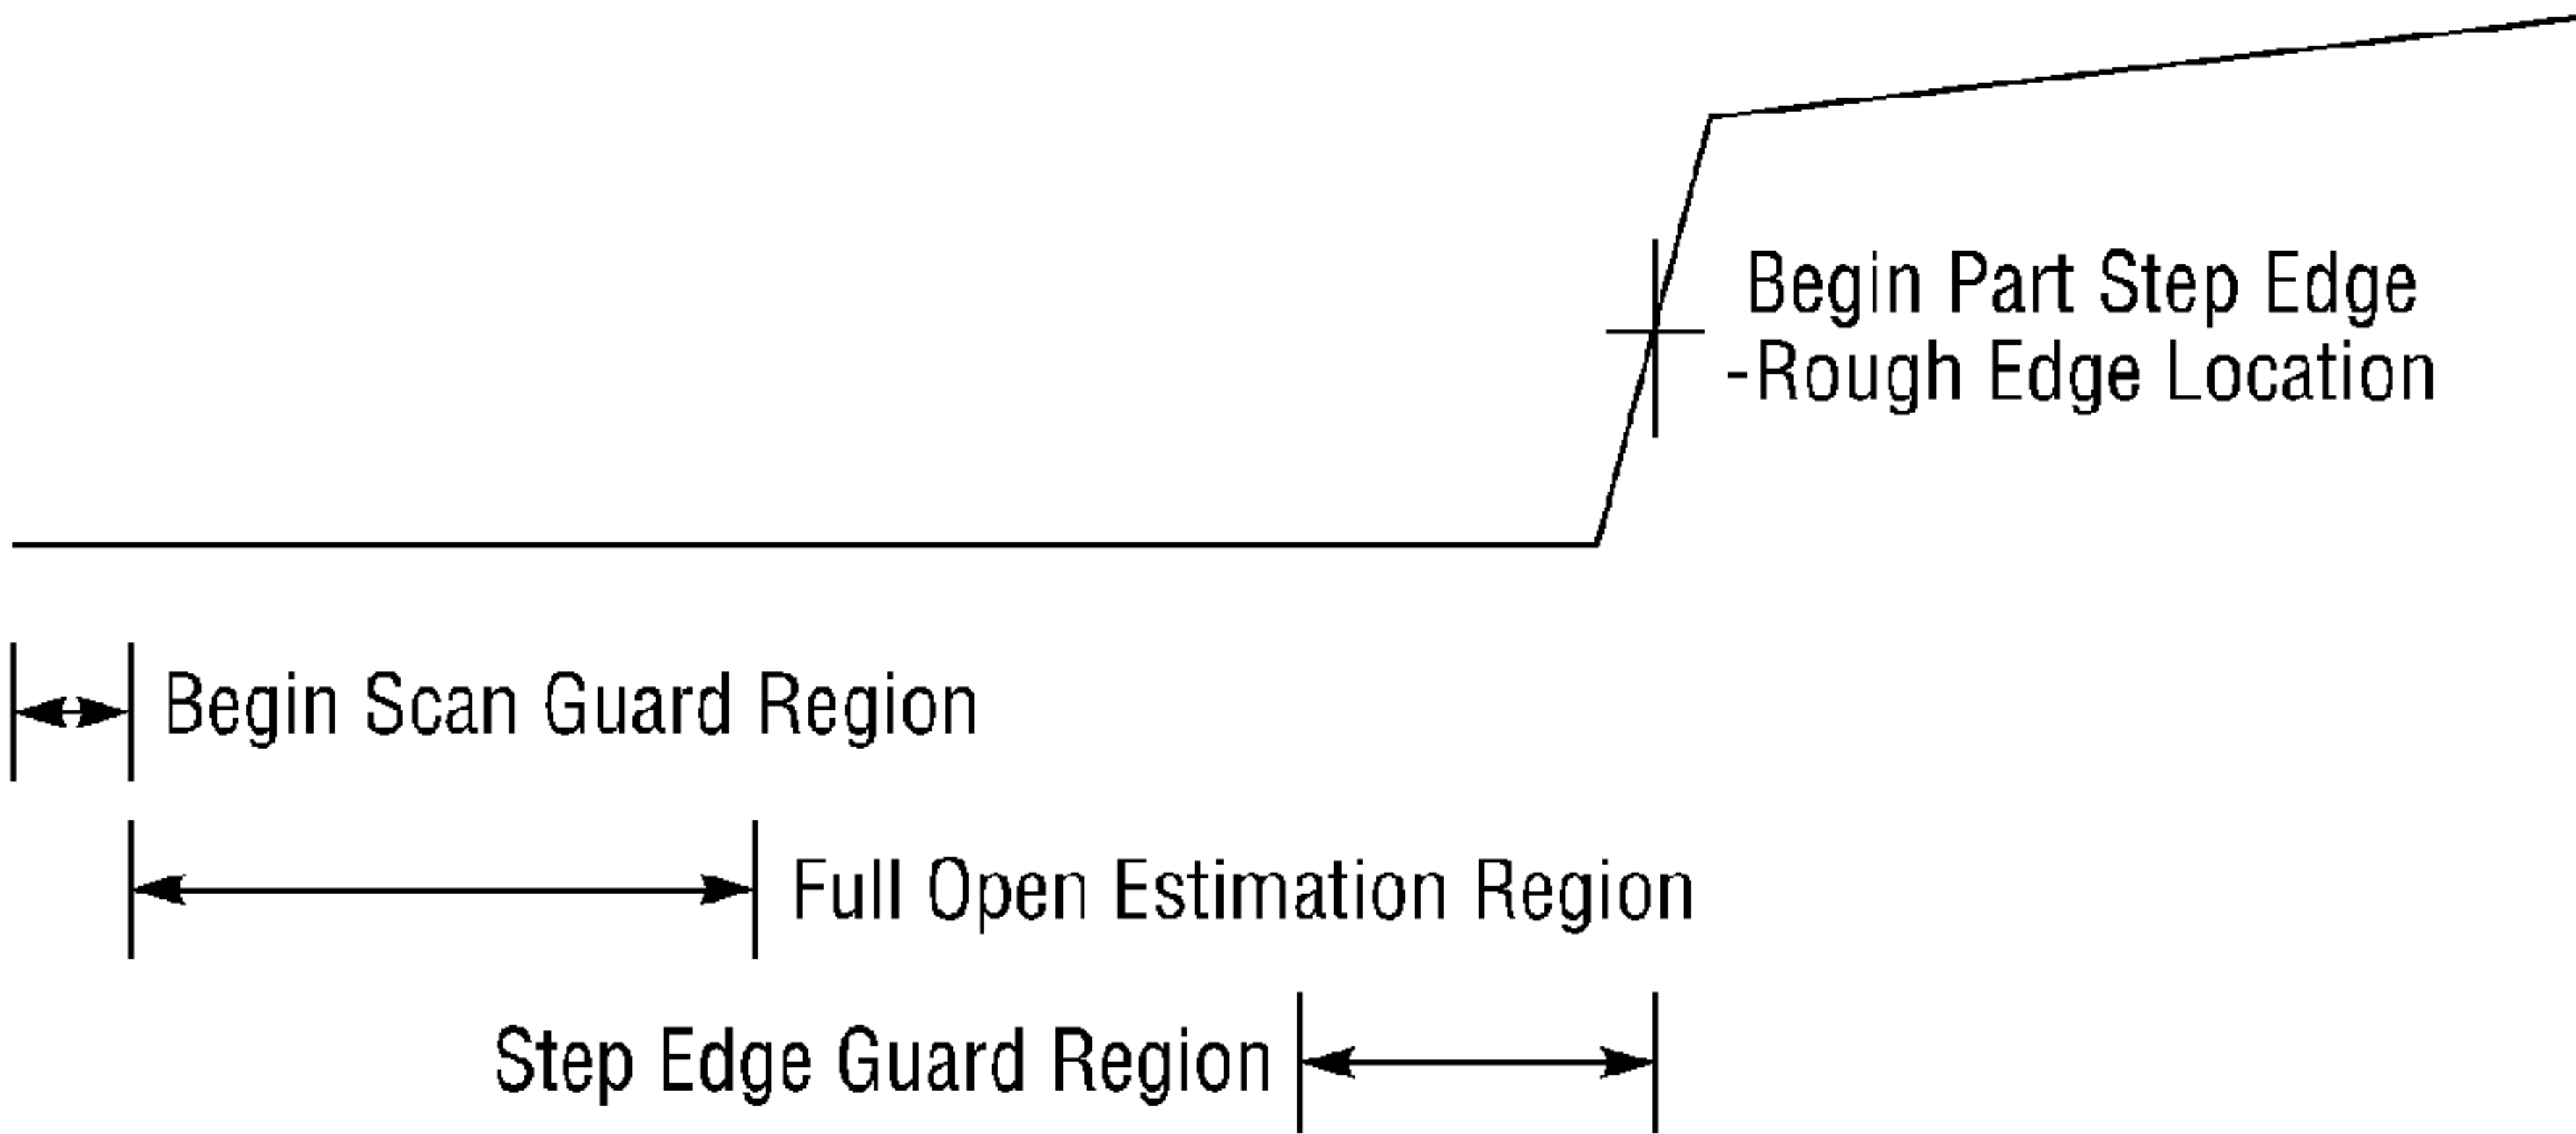 Begin Part Step Edge
-Rough Edge Location
Begin Scan Guard Region
Full Open Estimation Region
Step Edge Guard Region